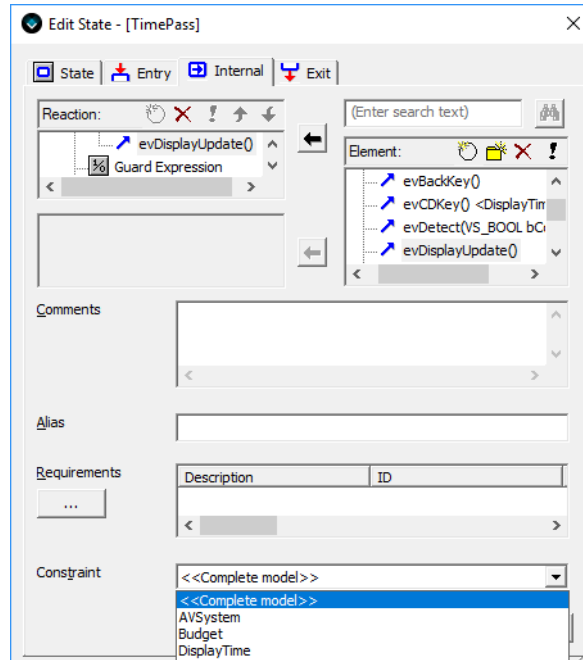 Edit State - [TimePass]
State Entry Internal Exit
Reaction:
evDisplayUpdate()
Guard Expression
(Enter search text)
Element:
evBackKey()
evCDKey() <DisplayTim
evDetect(VS_BOOL bC
evDisplayUpdate()
Comments
Alias
Requirements
...
Description ID
Constraint
<<Complete model>>
<<Complete model>>
AVSystem
Budget
DisplayTime